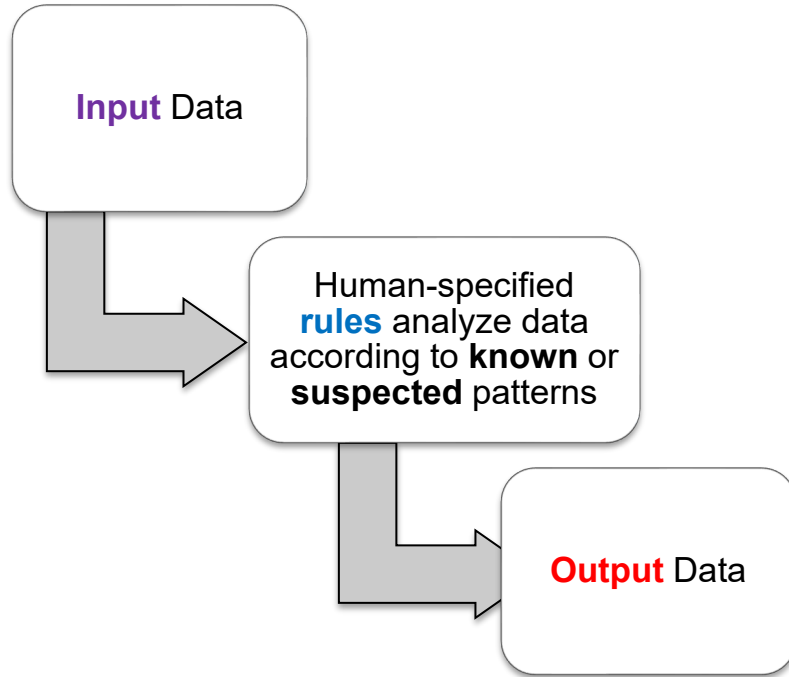 Input Data
Human-specified
rules analyze data
according to known or
suspected patterns
Output Data